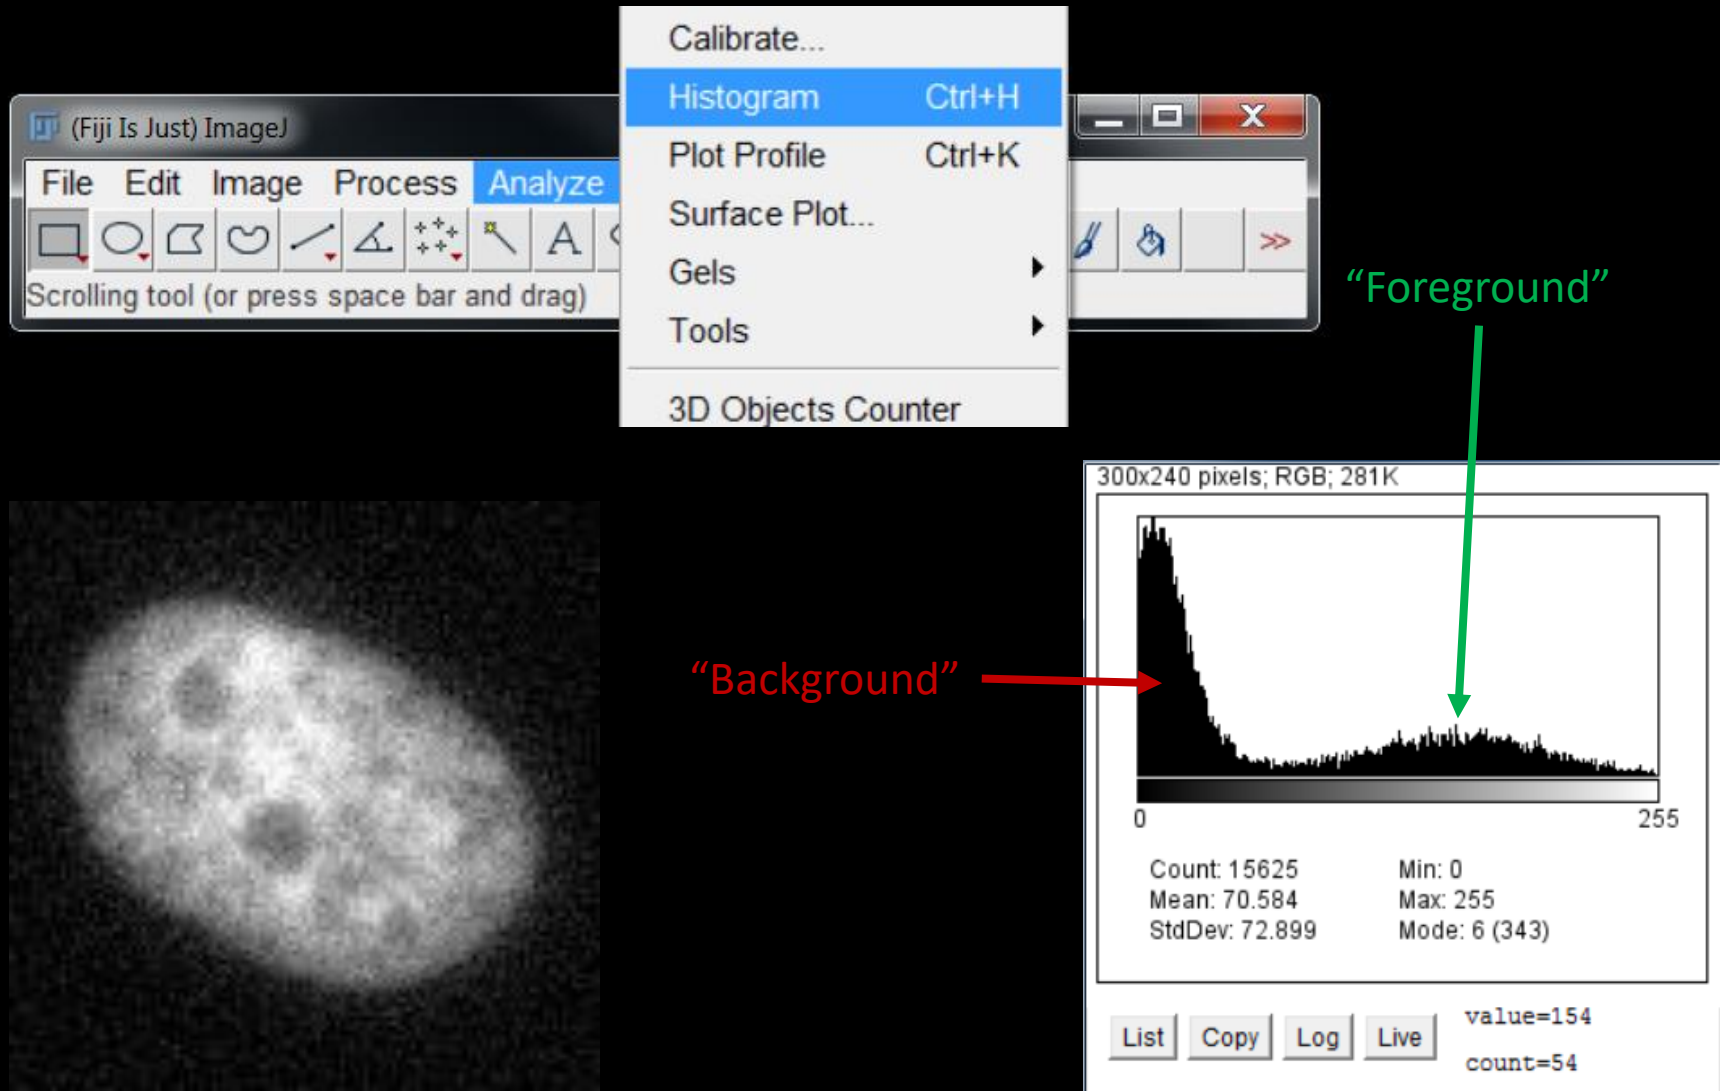 Calibrate...
Histogram Ctrl+H
Plot Profile Ctrl+K
Surface Plot...
Gels
Tools
3D Objects Counter
(Fiji Is Just) ImageJ
X
File Edit Image Process Analyze
A
>>
Scrolling tool (or press space bar and drag)
“Foreground”
“Background”
300x240 pixels; RGB; 281K
0 255
Count: 15625 Min: 0
Mean: 70.584 Max: 255
StdDev: 72.899 Mode: 6 (343)
List Copy Log Live
value=154
count=54